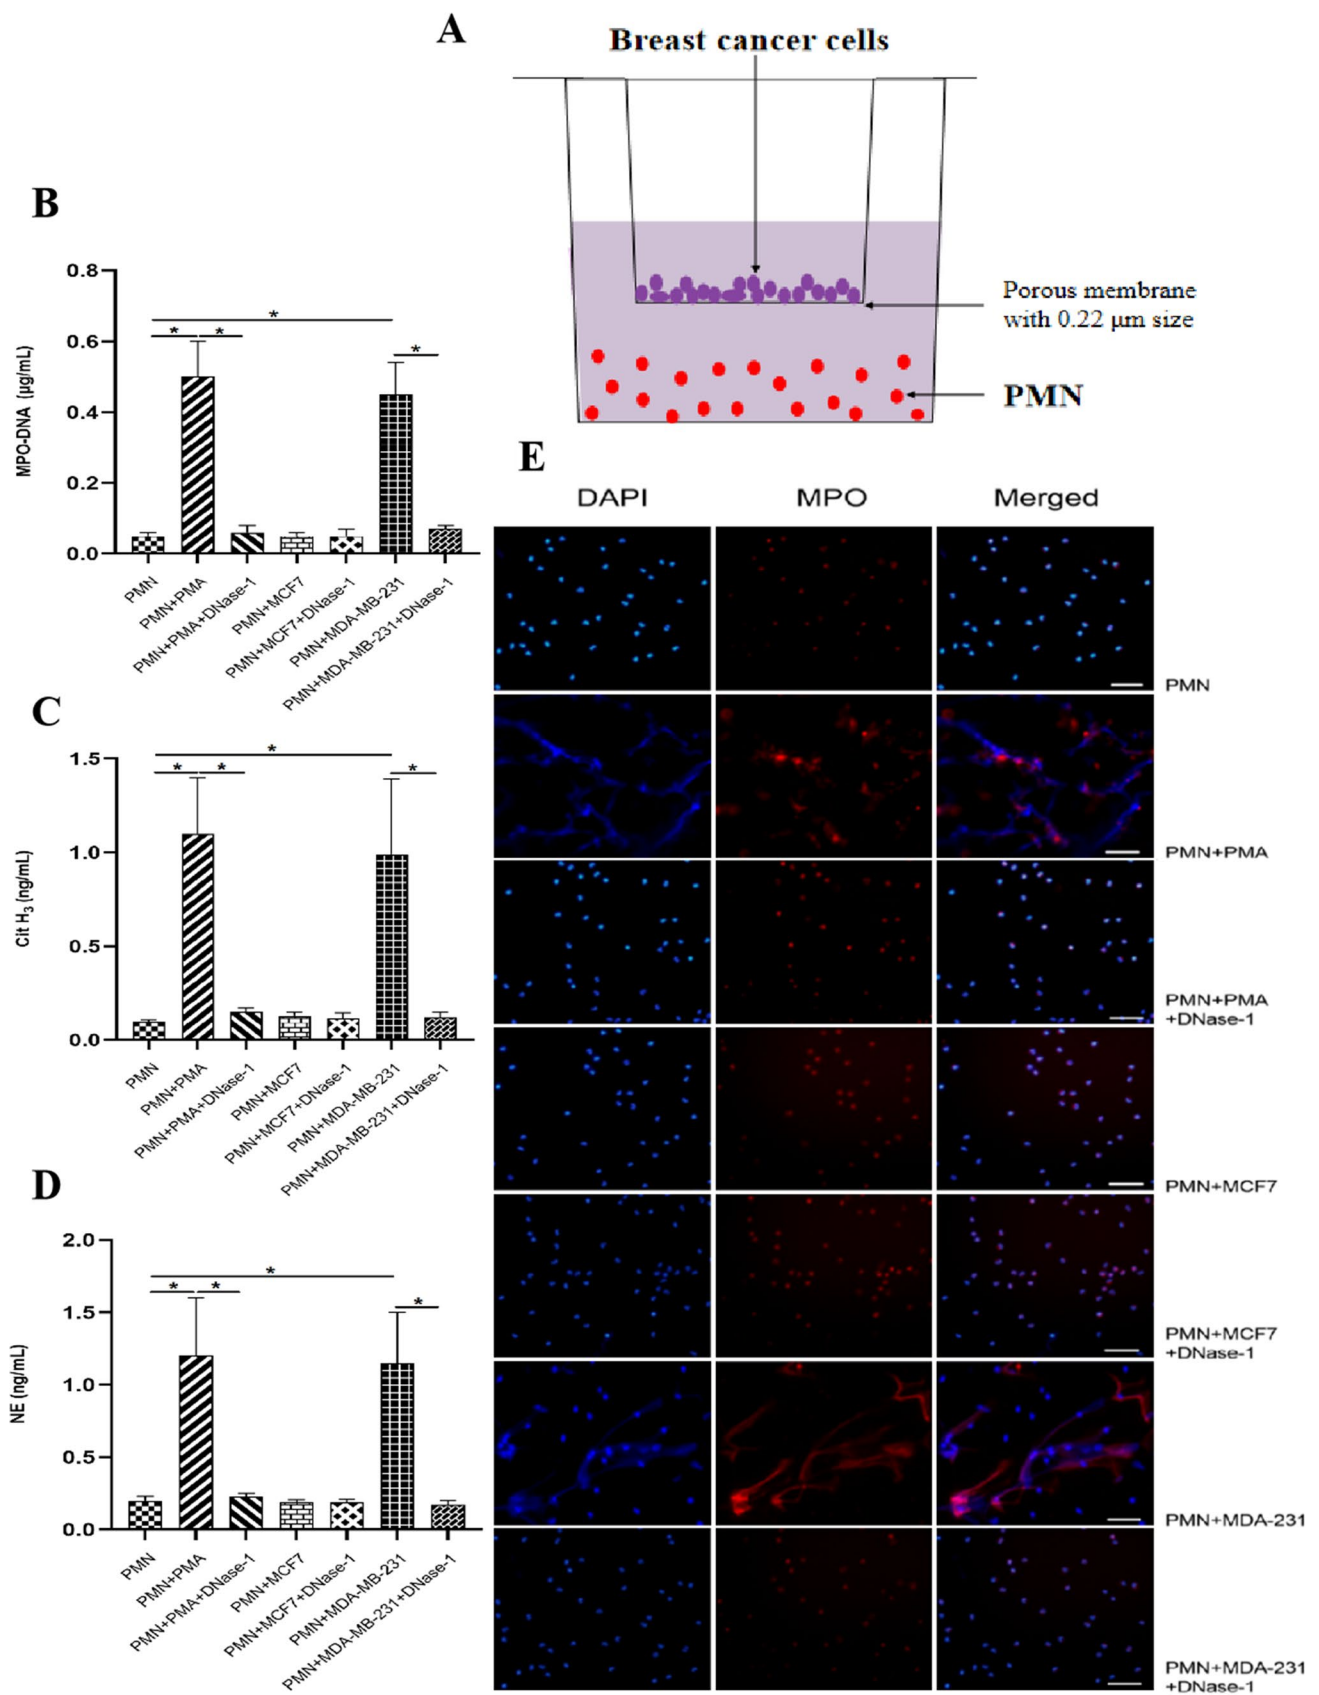 A
Breast cancer cells
Porous membrane
with 0.22 µm size
PMN
B
MPO-DNA (µg/mL)
0.8
0.6
0.4
0.2
0.0
*
* *
*
PMN
PMN+PMA
PMN+PMA+DNase-1
PMN+MCF7
PMN+MCF7+DNase-1
PMN+MDA-MB-231
PMN+MDA-MB-231+DNase-1
C
Cit H3 (ng/mL)
1.5
1.0
0.5
0.0
*
* *
*
PMN
PMN+PMA
PMN+PMA+DNase-1
PMN+MCF7
PMN+MCF7+DNase-1
PMN+MDA-MB-231
PMN+MDA-MB-231+DNase-1
D
NE (ng/mL)
2.0
1.5
1.0
0.5
0.0
*
* *
*
PMN
PMN+PMA
PMN+PMA+DNase-1
PMN+MCF7
PMN+MCF7+DNase-1
PMN+MDA-MB-231
PMN+MDA-MB-231+DNase-1
E
DAPI MPO Merged
PMN
PMN+PMA
PMN+PMA
+DNase-1
PMN+MCF7
PMN+MCF7
+DNase-1
PMN+MDA-231
PMN+MDA-231
+DNase-1